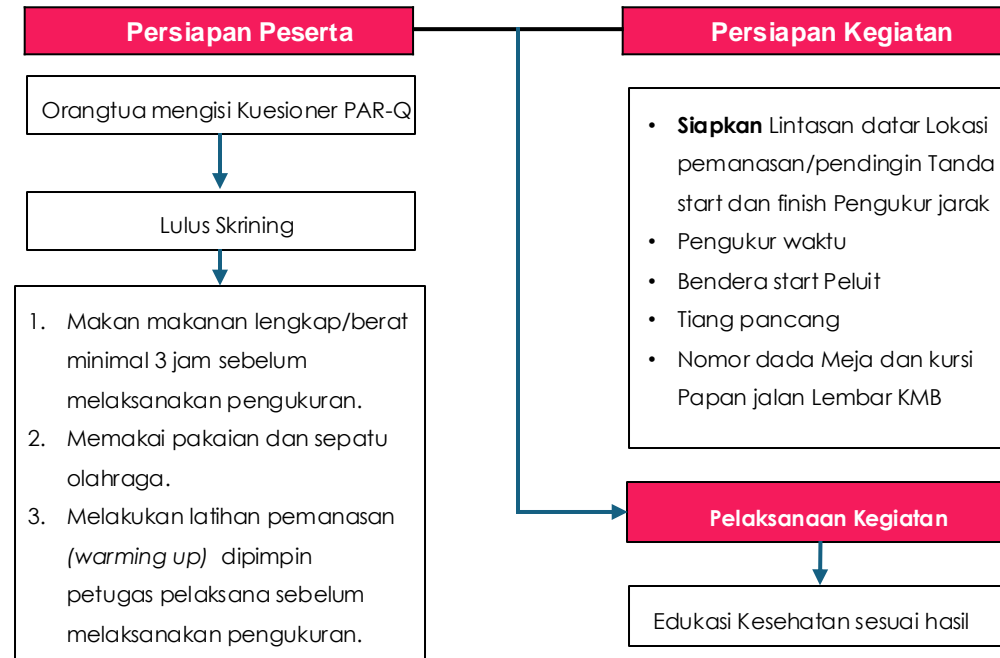 Persiapan Peserta
Orangtua mengisi Kuesioner PAR-Q
Lulus Skrining
1. Makan makanan lengkap/berat
minimal 3 jam sebelum
melaksanakan pengukuran.
2. Memakai pakaian dan sepatu
olahraga.
3. Melakukan latihan pemanasan
(warming up) dipimpin
petugas pelaksana sebelum
melaksanakan pengukuran.
Persiapan Kegiatan
• Siapkan Lintasan datar Lokasi
pemanasan/pendingin Tanda
start dan finish Pengukur jarak
• Pengukur waktu
• Bendera start Peluit
• Tiang pancang
• Nomor dada Meja dan kursi
Papan jalan Lembar KMB
Pelaksanaan Kegiatan
Edukasi Kesehatan sesuai hasil